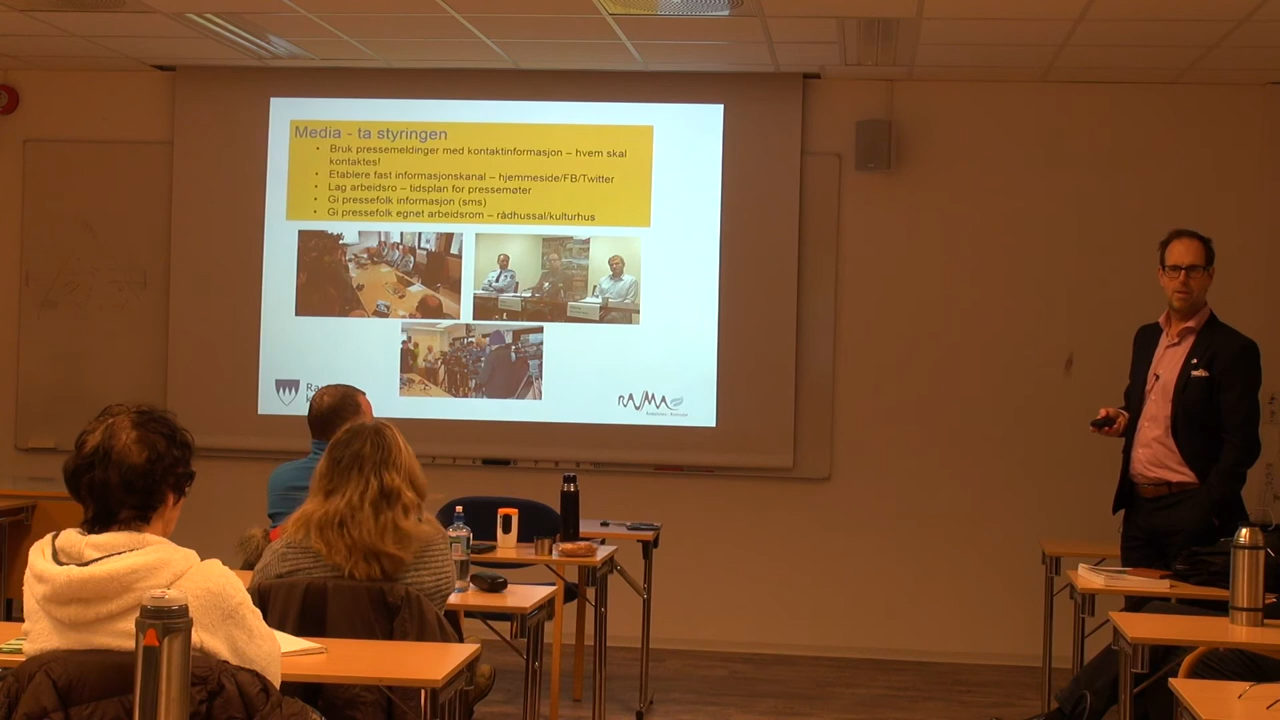 Media - ta styringen
• Bruk pressemeldinger med kontaktinformasjon – hvem skal
kontaktes!
• Etablere fast informasjonskanal – hjemmeside/FB/Twitter
• Lag arbeidsro – tidsplan for pressemøter
• Gi pressefolk informasjon (sms)
• Gi pressefolk egnet arbeidsrom – rådhussal/kulturhus
RAUMA